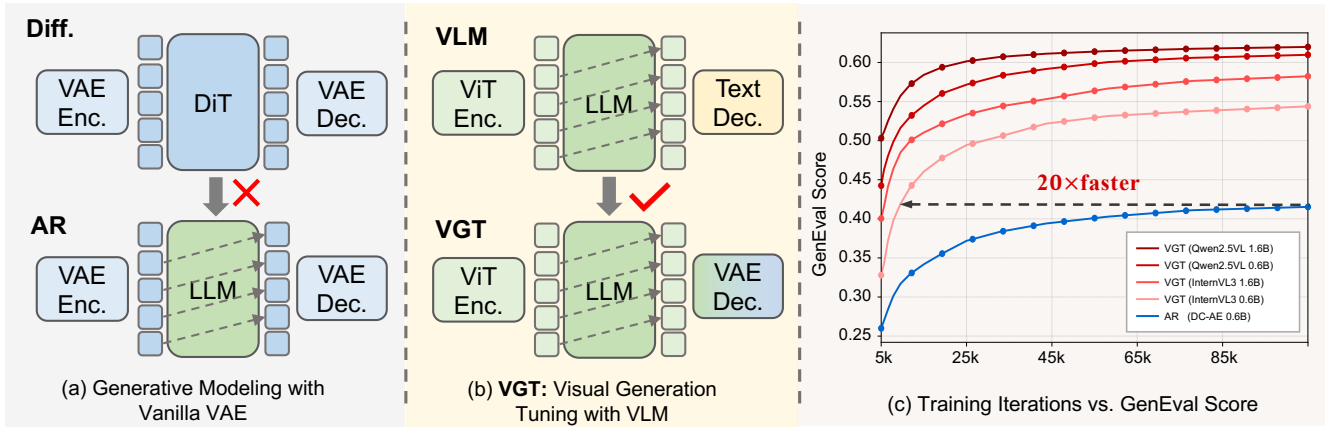 Diff.
VAE
Enc.
DiT
VAE
Dec.
AR
VAE
Enc.
LLM
VAE
Dec.
(a) Generative Modeling with
Vanilla VAE
VLM
ViT
Enc.
LLM
Text
Dec.
VGT
ViT
Enc.
LLM
VAE
Dec.
(b) VGT: Visual Generation
Tuning with VLM
GenEval Score
0.60
0.55
0.50
0.45
0.40
0.35
0.30
0.25
5k 25k 45k 65k 85k
20×faster
VGT (Qwen2.5VL 1.6B)
VGT (Qwen2.5VL 0.6B)
VGT (InternVL3 1.6B)
VGT (InternVL3 0.6B)
AR (DC-AE 0.6B)
(c) Training Iterations vs. GenEval Score